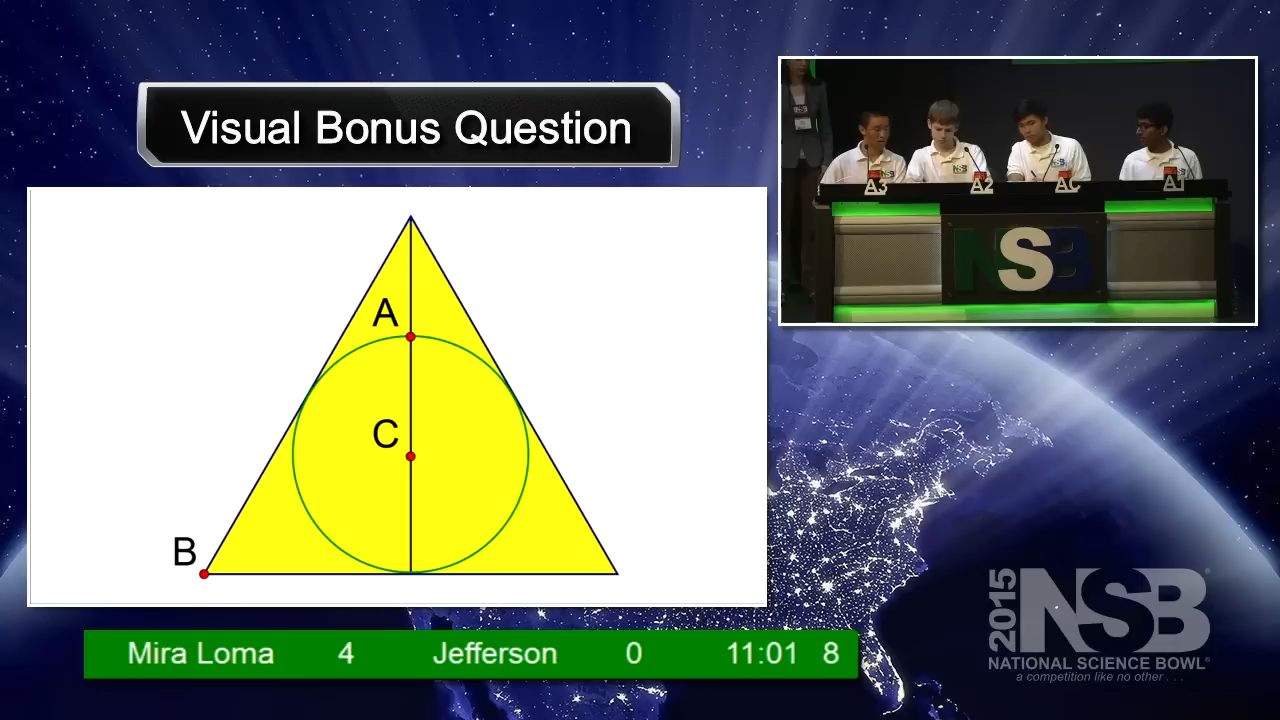 Visual Bonus Question
A
C
B
A3 A2 AC A1
NSB
Mira Loma 4 Jefferson 0 11:01 8
2015 NSB
NATIONAL SCIENCE BOWL®
a competition like no other . . .